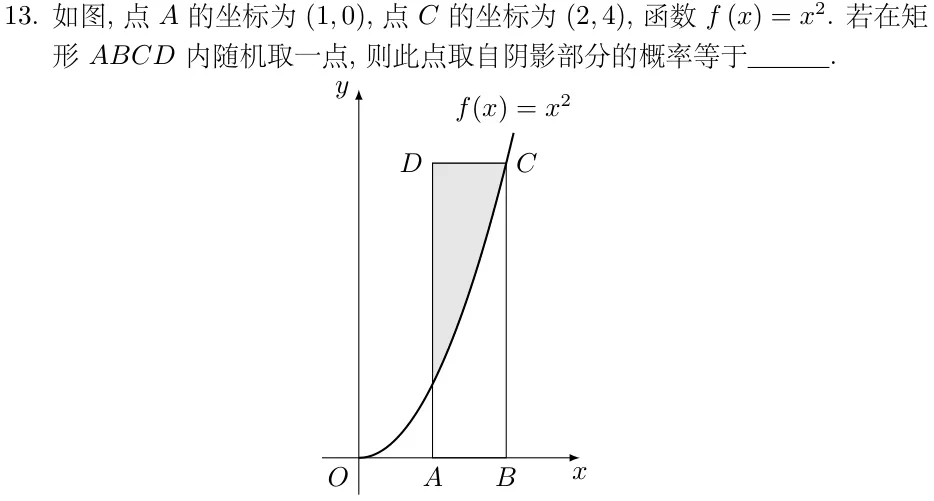 13. 如图, 点 A 的坐标为 (1, 0), 点 C 的坐标为 (2, 4), 函数 f (x) = x². 若在矩
形 ABCD 内随机取一点, 则此点取自阴影部分的概率等于______.
y
f(x) = x²
D
C
O
A
B
x